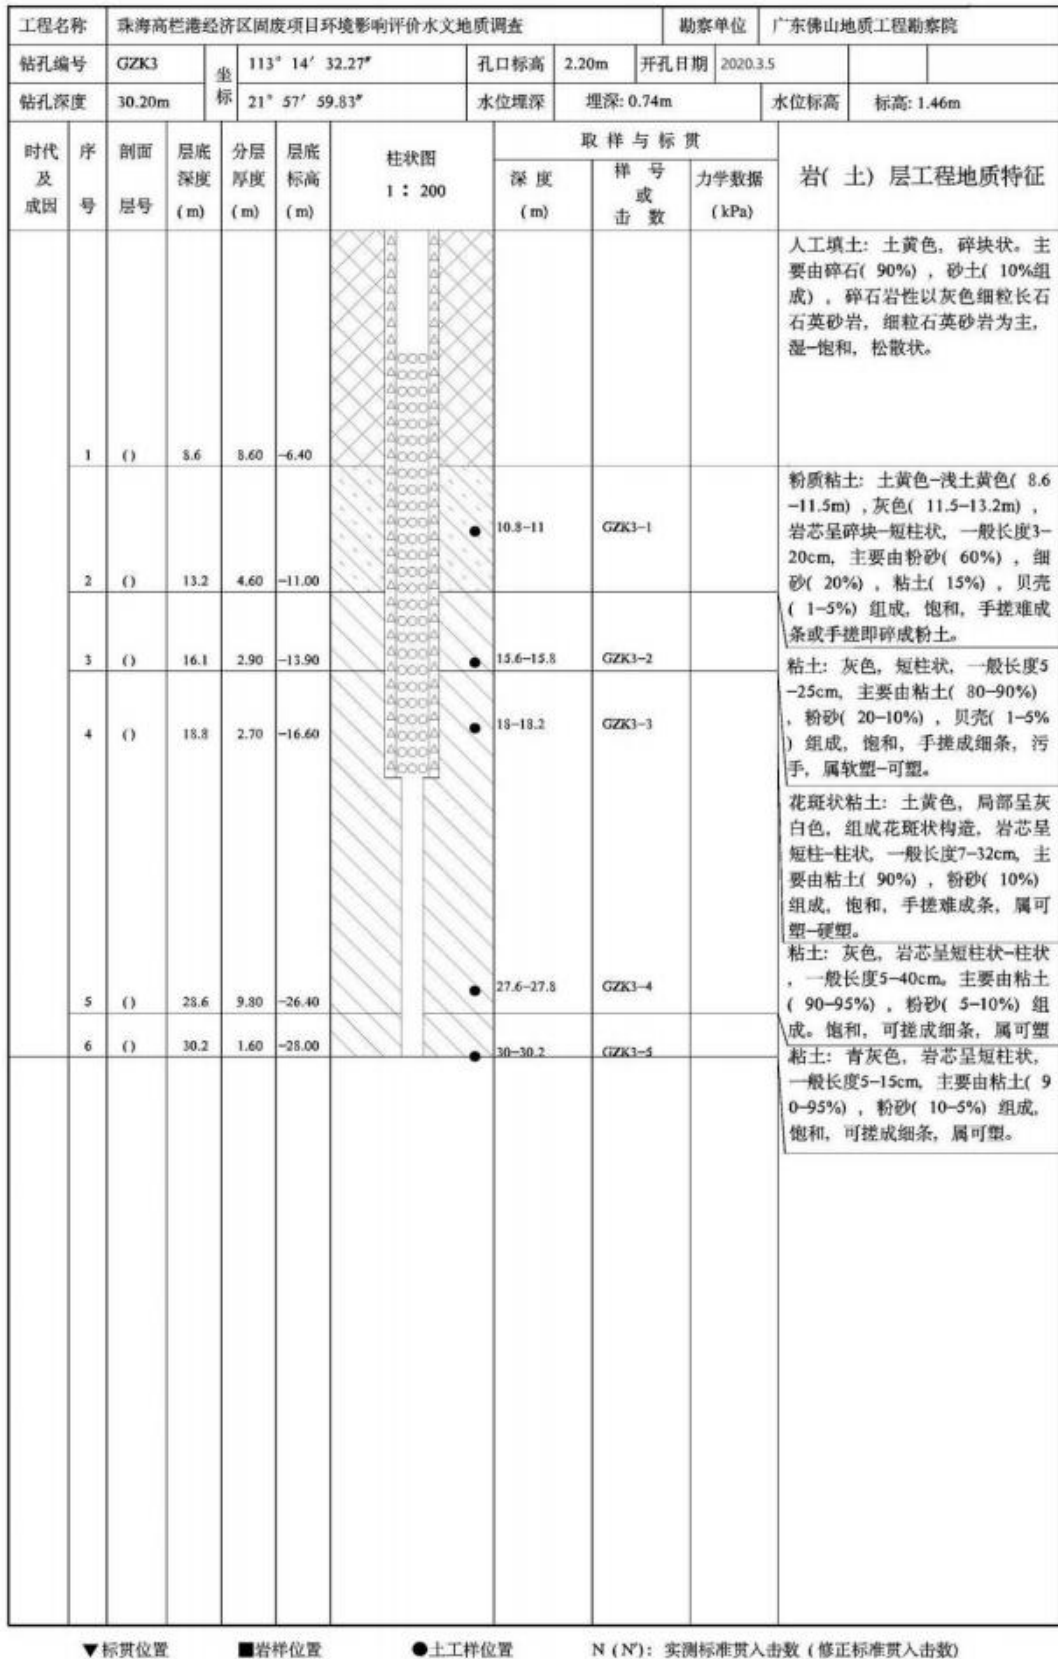 工程名称 珠海高栏港经济区固废项目环境影响评价水文地质调查 勘察单位 广东佛山地质工程勘察院
钻孔编号 GZK3 坐标 113° 14′ 32.27″ 孔口标高 2.20m 开孔日期 2020.3.5
钻孔深度 30.20m 21° 57′ 59.83″ 水位埋深 埋深: 0.74m 水位标高 标高: 1.46m
时代及成因 序号 剖面层号 层底深度(m) 分层厚度(m) 层底标高(m) 柱状图 1:200 取样与标贯 深度(m) 样号或击数 力学数据(kPa) 岩(土)层工程地质特征
人工填土: 土黄色, 碎块状。主
要由碎石( 90%) , 砂土( 10%组
成) , 碎石岩性以灰色细粒长石
石英砂岩, 细粒石英砂岩为主,
湿-饱和, 松散状。
1 () 8.6 8.60 -6.40
粉质粘土: 土黄色-浅土黄色( 8.6
-11.5m) , 灰色( 11.5-13.2m) ,
岩芯呈碎块-短柱状, 一般长度3-
20cm, 主要由粉砂( 60%) , 细
砂( 20%) , 粘土( 15%) , 贝壳
( 1-5%) 组成, 饱和, 手搓难成
条或手搓即碎成粉土。
10.8-11 GZK3-1
2 () 13.2 4.60 -11.00
3 () 16.1 2.90 -13.90 15.6-15.8 GZK3-2
粘土: 灰色, 短柱状, 一般长度5
-25cm, 主要由粘土( 80-90%)
, 粉砂( 20-10%) , 贝壳( 1-5%
) 组成, 饱和, 手搓成细条, 污
手, 属软塑-可塑。
4 () 18.8 2.70 -16.60 18-18.2 GZK3-3
花斑状粘土: 土黄色, 局部呈灰
白色, 组成花斑状构造, 岩芯呈
短柱-柱状, 一般长度7-32cm, 主
要由粘土( 90%) , 粉砂( 10%)
组成, 饱和, 手搓难成条, 属可
塑-硬塑。
粘土: 灰色, 岩芯呈短柱状-柱状
, 一般长度5-40cm。主要由粘土
( 90-95%) , 粉砂( 5-10%) 组
成。饱和, 可搓成细条, 属可塑
27.6-27.8 GZK3-4
5 () 28.6 9.80 -26.40
6 () 30.2 1.60 -28.00 30-30.2 GZK3-5
粘土: 青灰色, 岩芯呈短柱状,
一般长度5-15cm, 主要由粘土( 9
0-95%) , 粉砂( 10-5%) 组成,
饱和, 可搓成细条, 属可塑。
▼标贯位置 ■岩样位置 ●土工样位置 N (N′): 实测标准贯入击数 (修正标准贯入击数)